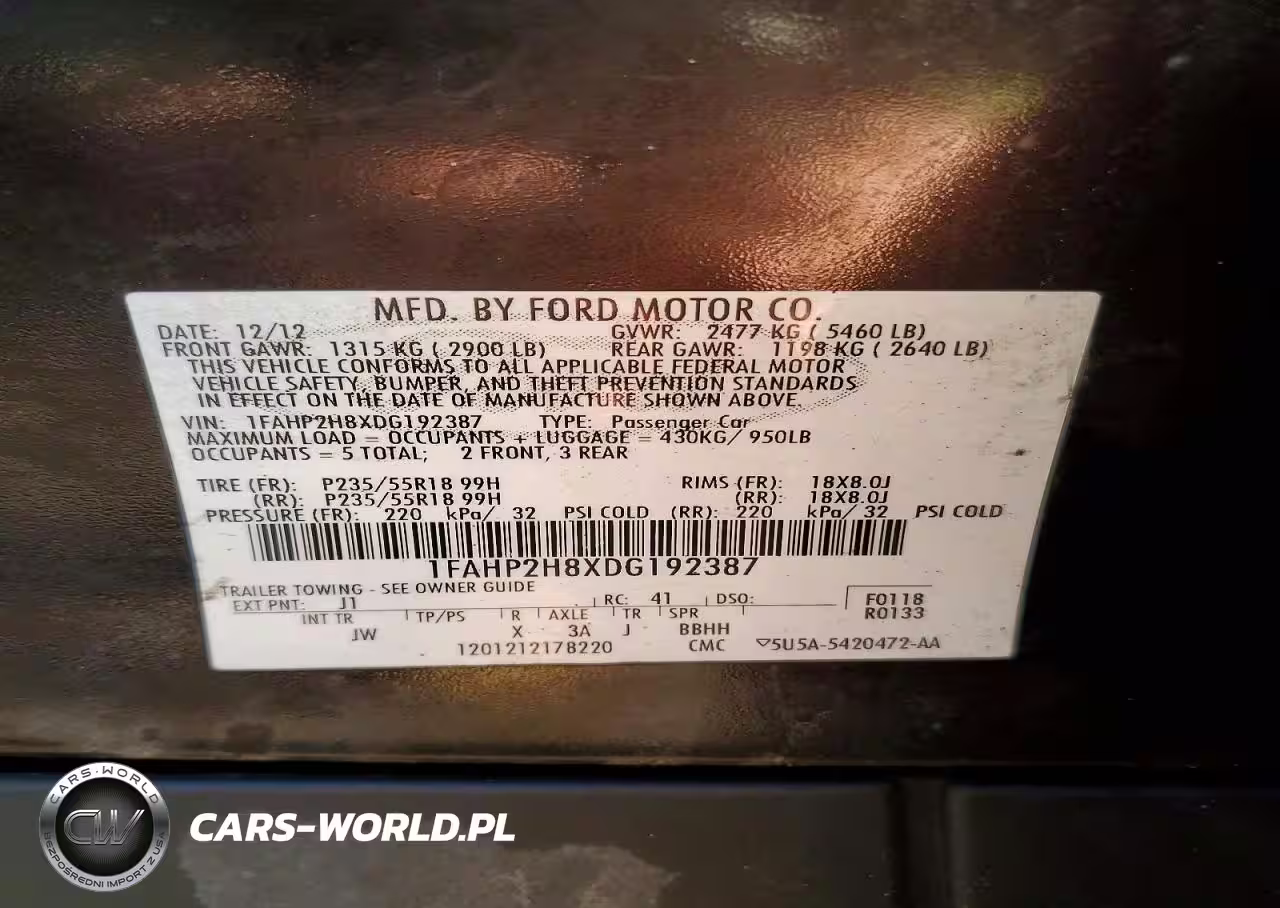 MFD. BY FORD MOTOR CO.
DATE: 12/12 GVWR: 2477 KG ( 5460 LB)
FRONT GAWR: 1315 KG ( 2900 LB) REAR GAWR: 1198 KG ( 2640 LB)
THIS VEHICLE CONFORMS TO ALL APPLICABLE FEDERAL MOTOR
VEHICLE SAFETY, BUMPER, AND THEFT PREVENTION STANDARDS
IN EFFECT ON THE DATE OF MANUFACTURE SHOWN ABOVE.
VIN: 1FAHP2H8XDG192387 TYPE: Passenger Car
MAXIMUM LOAD = OCCUPANTS + LUGGAGE = 430KG/ 950LB
OCCUPANTS = 5 TOTAL; 2 FRONT, 3 REAR
TIRE (FR): P235/55R18 99H RIMS (FR): 18X8.0J
(RR): P235/55R18 99H (RR): 18X8.0J
PRESSURE (FR): 220 kPa/ 32 PSI COLD (RR): 220 kPa/ 32 PSI COLD
1FAHP2H8XDG192387
TRAILER TOWING - SEE OWNER GUIDE
EXT PNT: J1 RC: 41 DSO: F0118
INT TR TP/PS R AXLE TR SPR R0133
JW X 3A J BBHH
1201212178220 CMC 5U5A-5420472-AA
CARS-WORLD
CW
BEZPOŚREDNI IMPORT Z USA
CARS-WORLD.PL